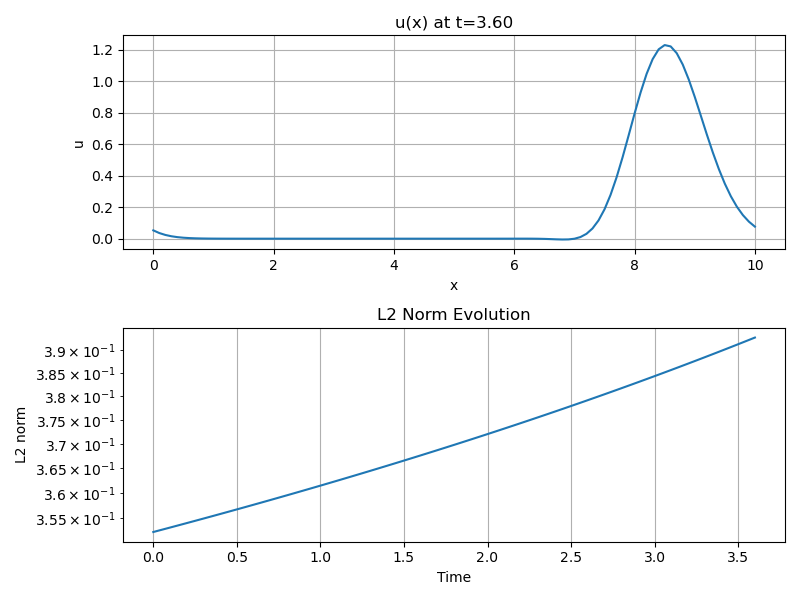 u(x) at t=3.60
1.2
1.0
0.8
0.6
0.4
0.2
0.0
u
0 2 4 6 8 10
x
L2 Norm Evolution
3.9 × 10⁻¹
3.85 × 10⁻¹
3.8 × 10⁻¹
3.75 × 10⁻¹
3.7 × 10⁻¹
3.65 × 10⁻¹
3.6 × 10⁻¹
3.55 × 10⁻¹
L2 norm
0.0 0.5 1.0 1.5 2.0 2.5 3.0 3.5
Time